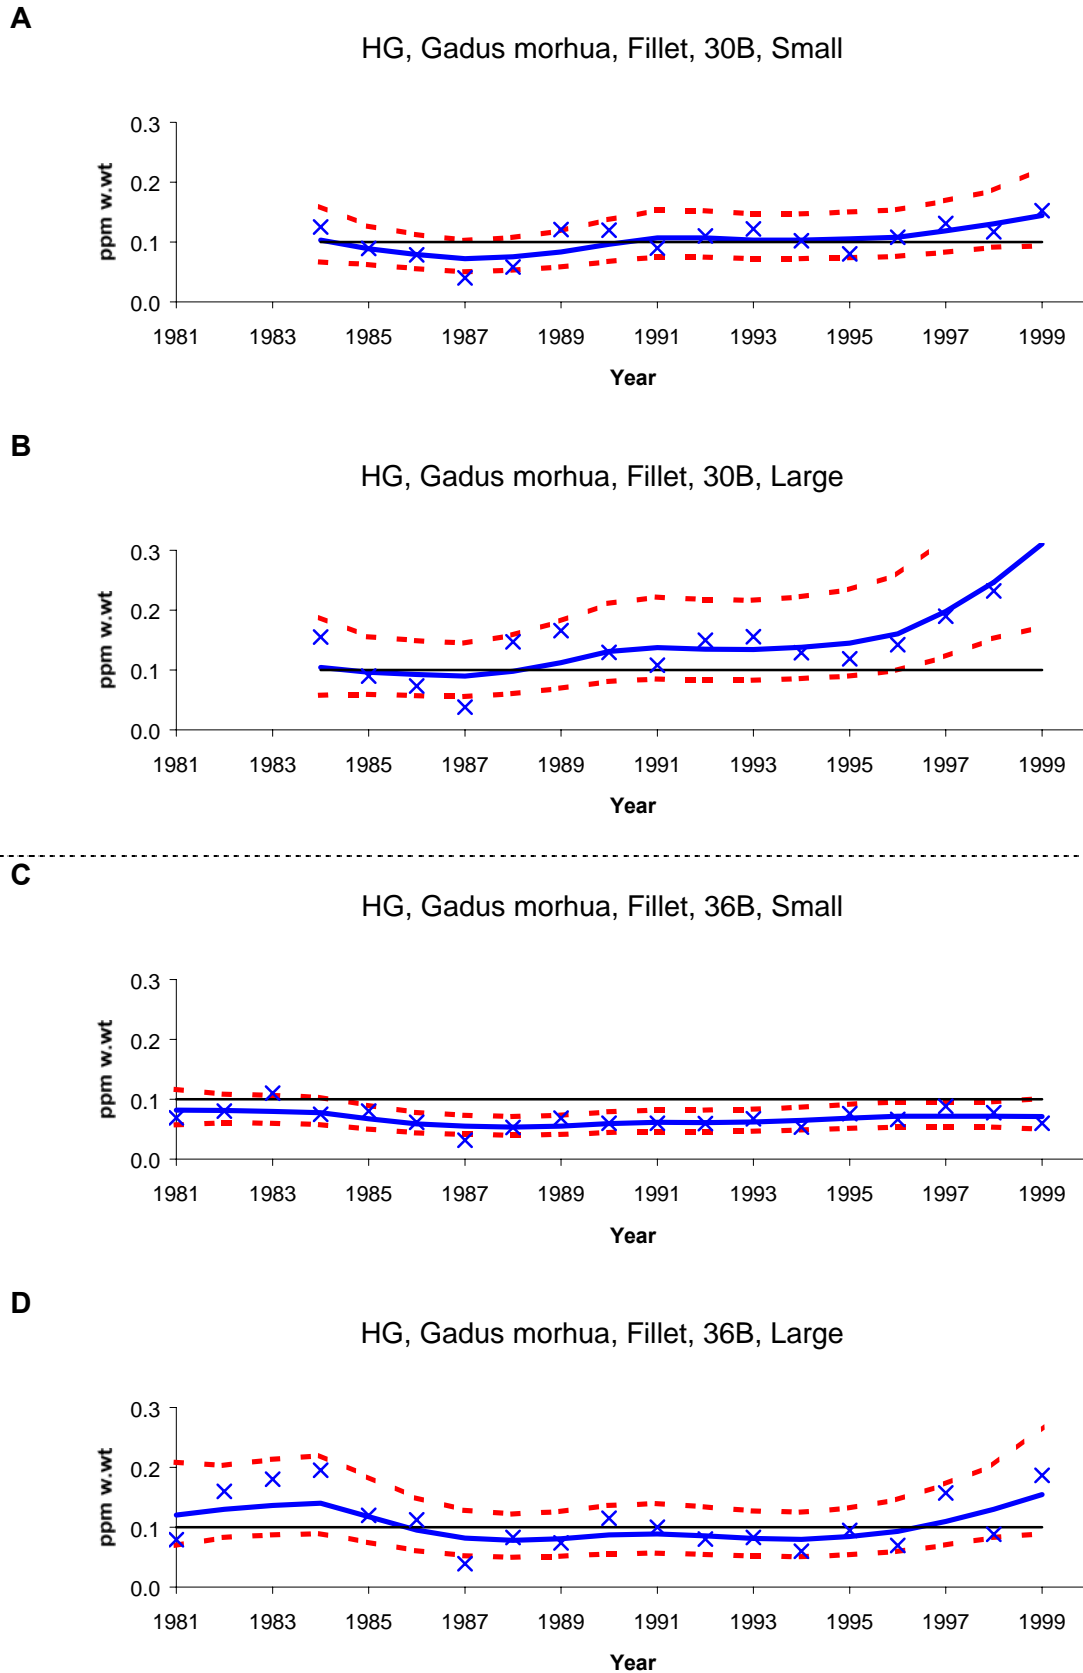 A
HG, Gadus morhua, Fillet, 30B, Small
ppm w.wt
0.3
0.2
0.1
0.0
1981 1983 1985 1987 1989 1991 1993 1995 1997 1999
Year
B
HG, Gadus morhua, Fillet, 30B, Large
ppm w.wt
0.3
0.2
0.1
0.0
1981 1983 1985 1987 1989 1991 1993 1995 1997 1999
Year
C
HG, Gadus morhua, Fillet, 36B, Small
ppm w.wt
0.3
0.2
0.1
0.0
1981 1983 1985 1987 1989 1991 1993 1995 1997 1999
Year
D
HG, Gadus morhua, Fillet, 36B, Large
ppm w.wt
0.3
0.2
0.1
0.0
1981 1983 1985 1987 1989 1991 1993 1995 1997 1999
Year